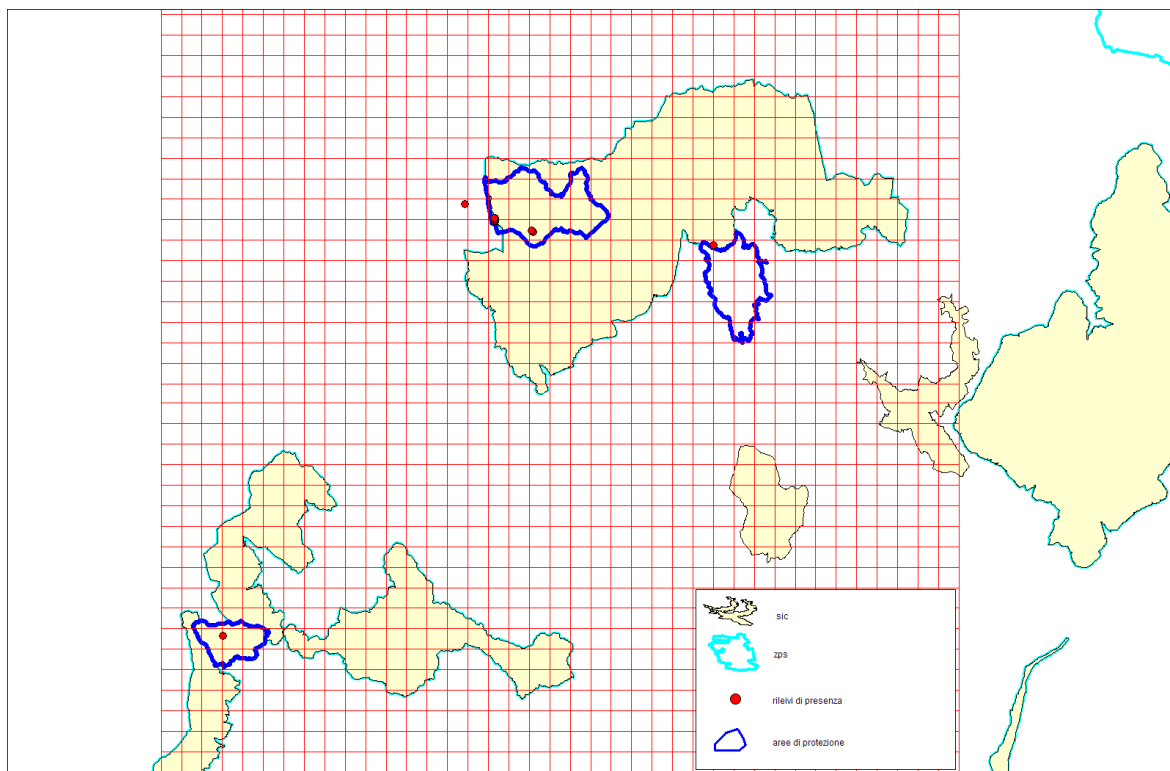 sic
zps
rileivi di presenza
aree di protezione